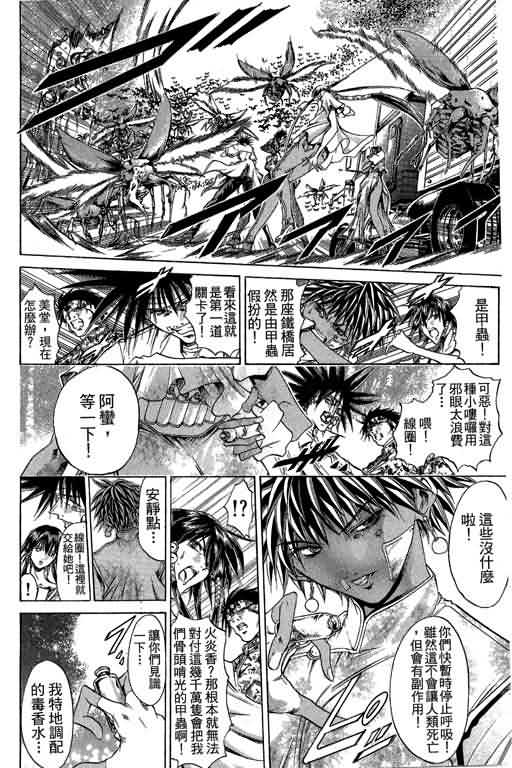 是甲蟲！
那座鐵橋居
然是由甲蟲
假扮的！
看來這就
是第一道
關卡了！
美堂，現在
怎麼辦？
可惡！對這
種小嘍囉用
邪眼太浪費
了…
喂！
線圈！
阿蠻，
等一下！
這些沒什麼
啦！
你們快暫時停止呼吸！
雖然這不會讓人類死亡
，但會有副作用！
!?
火炎香？那根本就無法
對付這幾千萬隻會把我
們骨頭啃光的甲蟲啊！
安靜點…
線圈！這裡就
交給她吧！
！
讓你們見識
一下…
我特地調配
的毒香水…